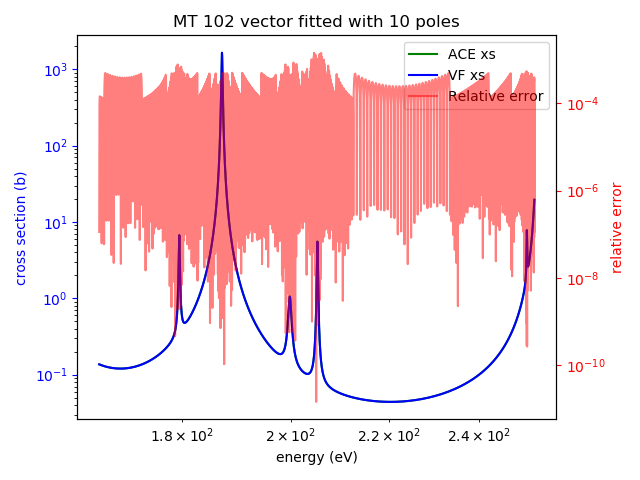 MT 102 vector fitted with 10 poles
ACE xs
VF xs
Relative error
10³
10²
10¹
10⁰
10⁻¹
cross section (b)
10⁻⁴
10⁻⁶
10⁻⁸
10⁻¹⁰
relative error
1.8 × 10² 2 × 10² 2.2 × 10² 2.4 × 10²
energy (eV)